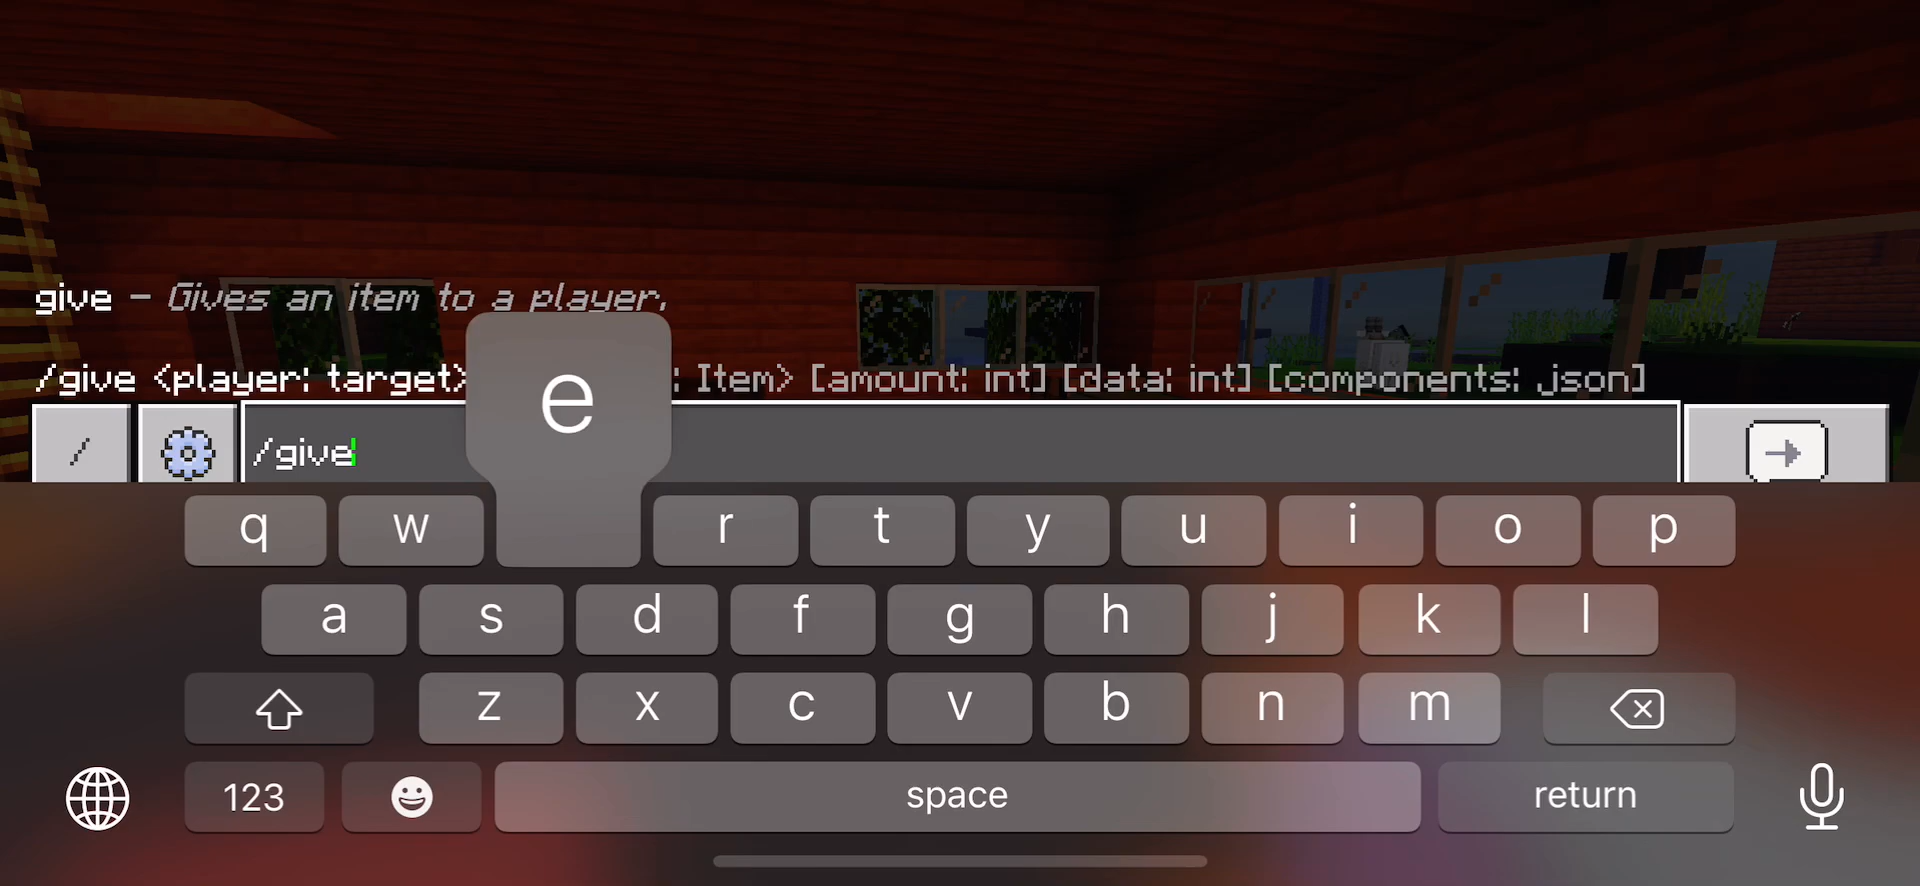 give - Gives an item to a player.
/give <player: target> : Item> [amount: int] [data: int] [components: json]
/ /give
e
q w r t y u i o p
a s d f g h j k l
z x c v b n m
123 space return